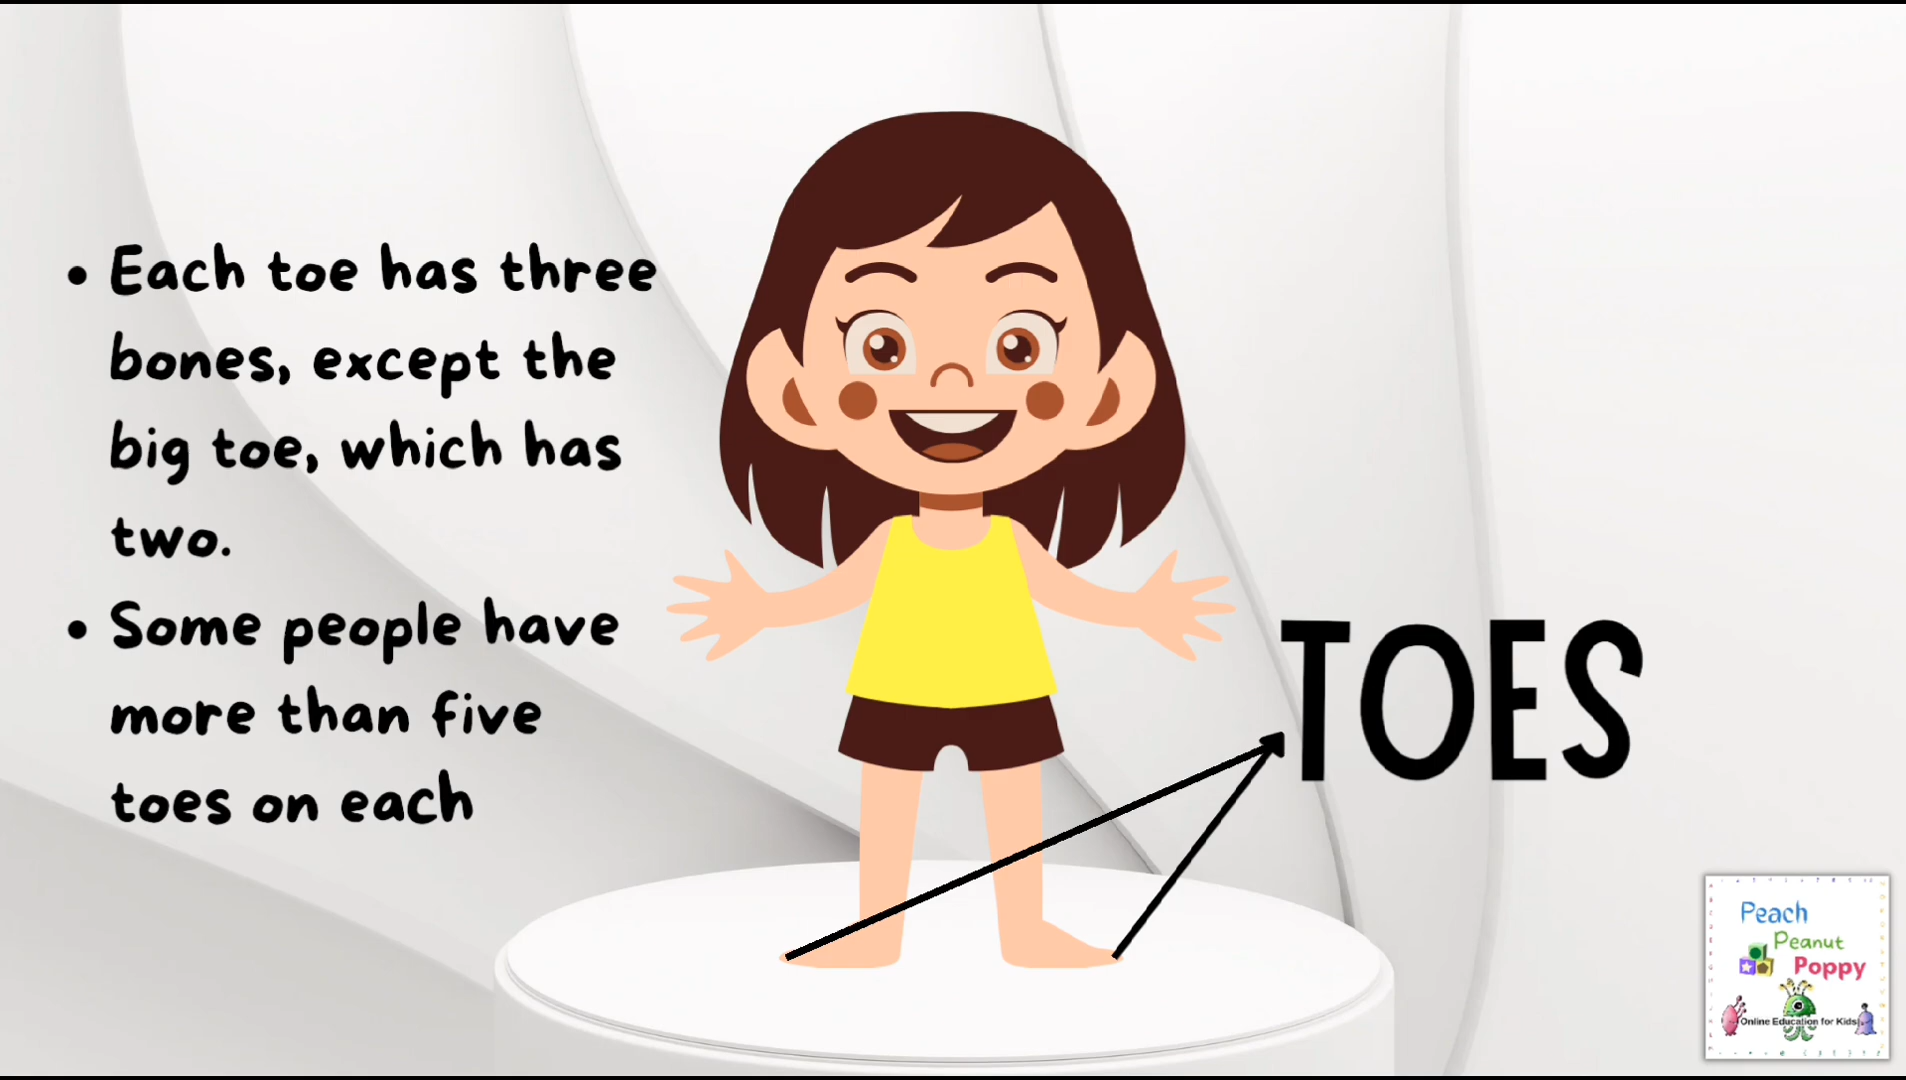 • Each toe has three
bones, except the
big toe, which has
two.
• Some people have
more than five
toes on each
TOES
Peach
Peanut
Poppy
Online Education for Kids